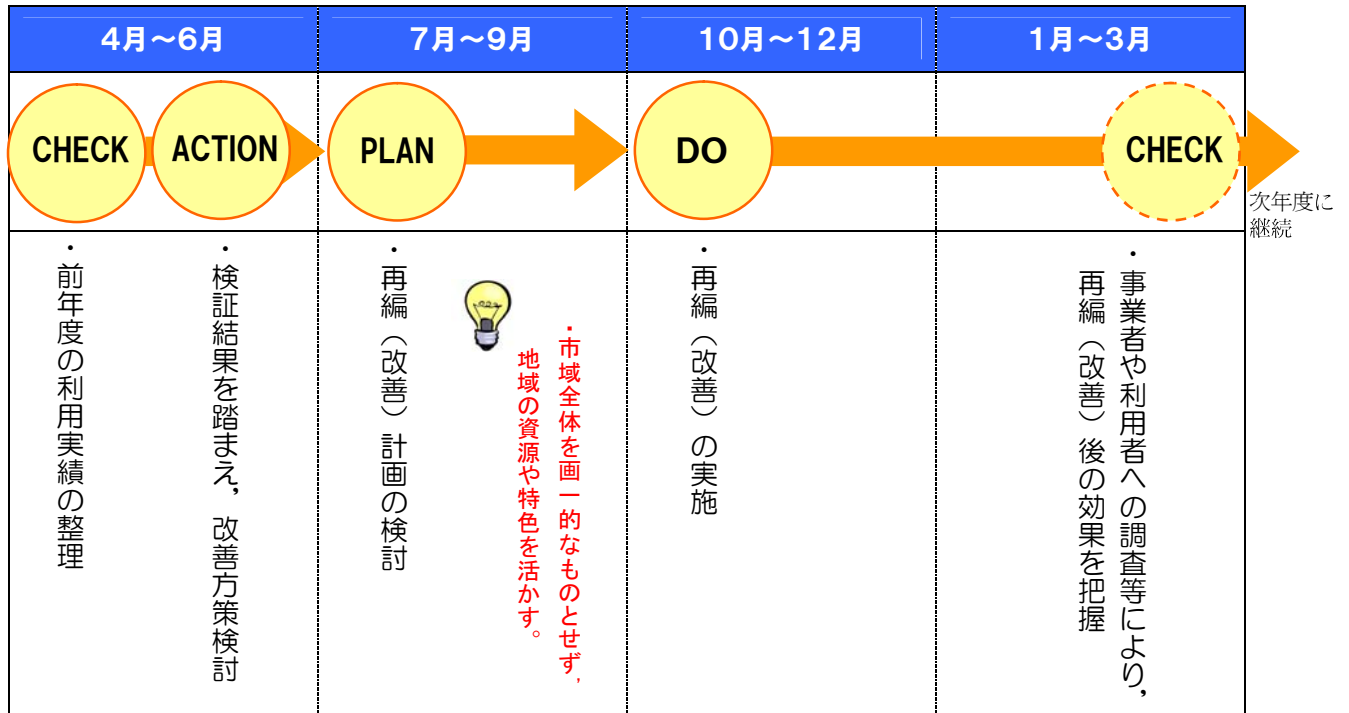 4月～6月
7月～9月
10月～12月
1月～3月
CHECK
ACTION
PLAN
DO
CHECK
次年度に
継続
・前年度の利用実績の整理
・検証結果を踏まえ，改善方策検討
・再編（改善）計画の検討
・市域全体を画一的なものとせず，
地域の資源や特色を活かす。
・再編（改善）の実施
・事業者や利用者への調査等により，
再編（改善）後の効果を把握